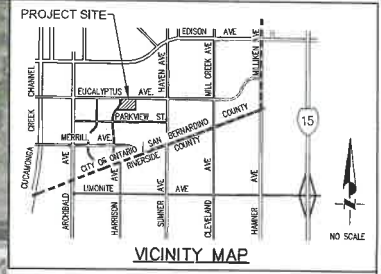 PROJECT SITE
EDISON AVE
CHANNEL
HAVEN AVE
MILL CREEK AVE
MILLIKEN AVE
EUCALYPTUS AVE.
PARKVIEW ST.
CREEK
MERRILL AVE.
CITY OF ONTARIO SAN BERNARDINO COUNTY
RIVERSIDE COUNTY
15
CUCAMONGA
LIMONITE AVE
ARCHIBALD AVE
HARRISON AVE
SUMNER AVE
CLEVELAND AVE
HAMNER AVE
NO SCALE
VICINITY MAP